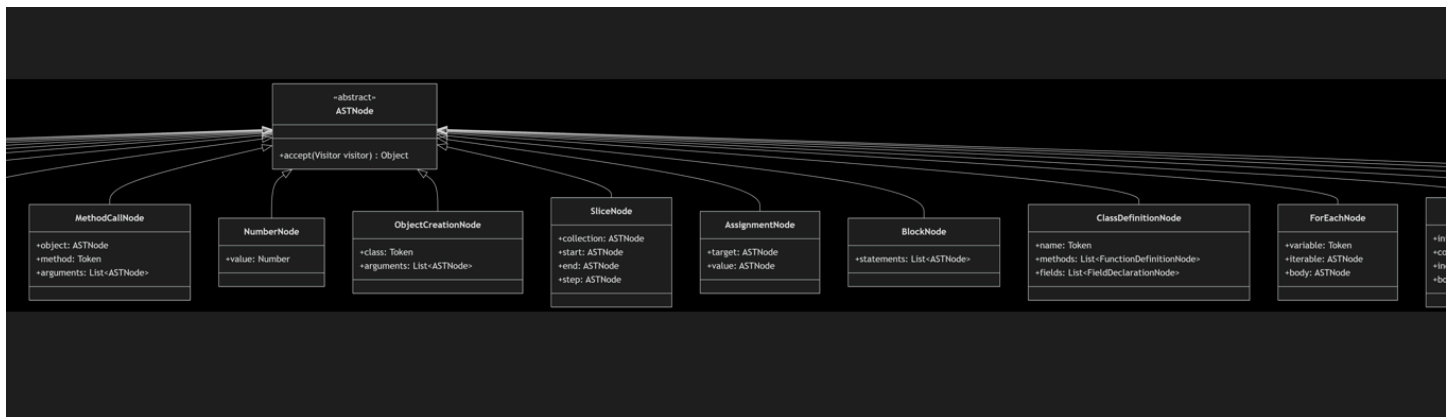 «abstract»
ASTNode
+accept(Visitor visitor) : Object
MethodCallNode
+object: ASTNode
+method: Token
+arguments: List<ASTNode>
NumberNode
+value: Number
ObjectCreationNode
+class: Token
+arguments: List<ASTNode>
SliceNode
+collection: ASTNode
+start: ASTNode
+end: ASTNode
+step: ASTNode
AssignmentNode
+target: ASTNode
+value: ASTNode
BlockNode
+statements: List<ASTNode>
ClassDefinitionNode
+name: Token
+methods: List<FunctionDefinitionNode>
+fields: List<FieldDeclarationNode>
ForEachNode
+variable: Token
+iterable: ASTNode
+body: ASTNode